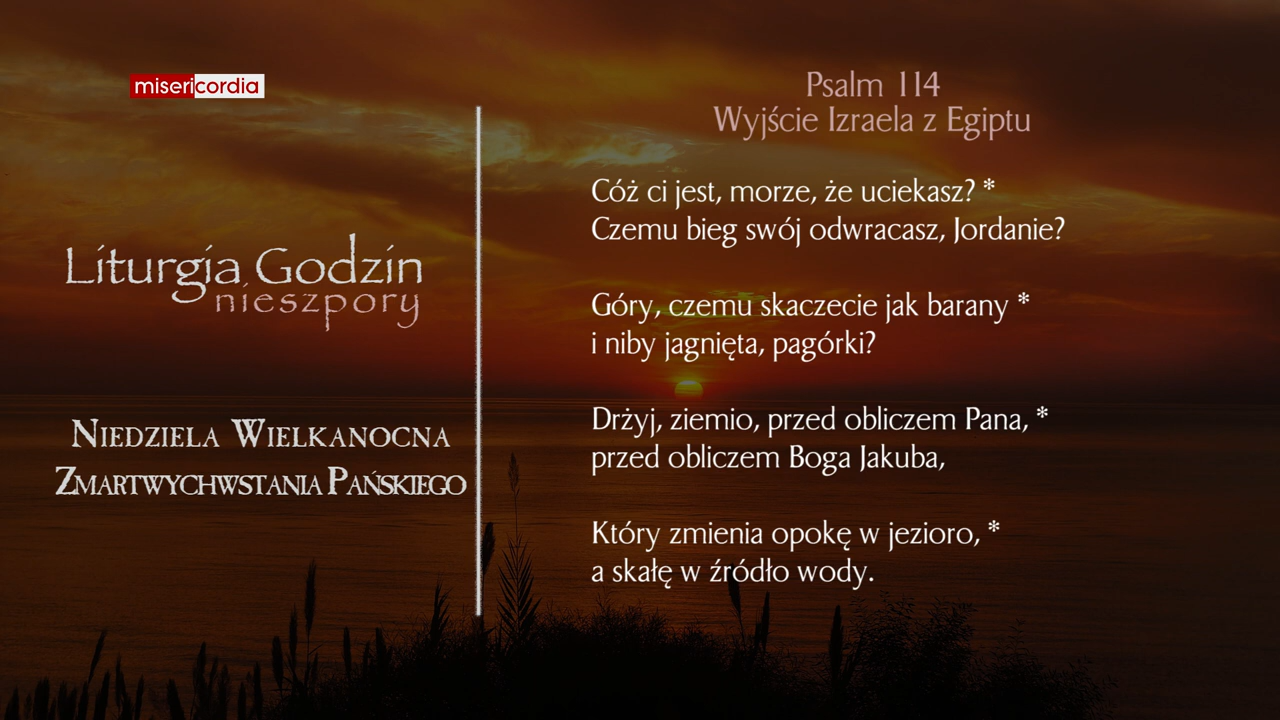 misericordia
Liturgia Godzin
nieszpory
Niedziela Wielkanocna
Zmartwychwstania Pańskiego
Psalm 114
Wyjście Izraela z Egiptu
Cóż ci jest, morze, że uciekasz? *
Czemu bieg swój odwracasz, Jordanie?
Góry, czemu skaczecie jak barany *
i niby jagnięta, pagórki?
Drżyj, ziemio, przed obliczem Pana, *
przed obliczem Boga Jakuba,
Który zmienia opokę w jezioro, *
a skałę w źródło wody.